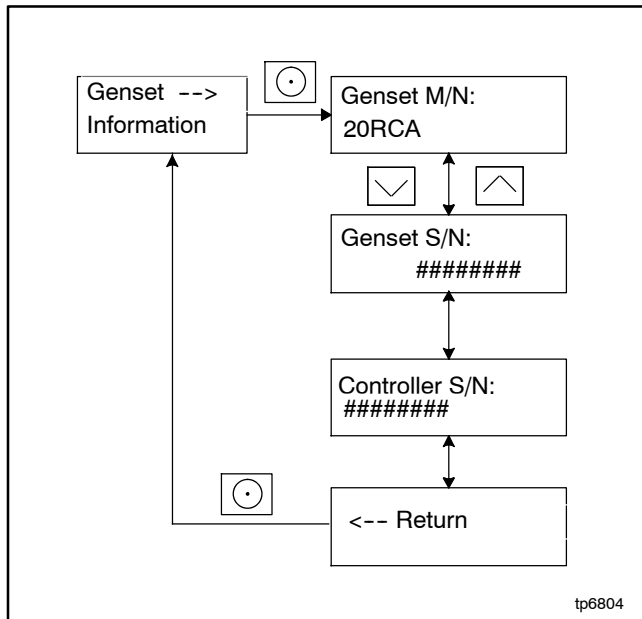 Genset -->
Information
Genset M/N:
20RCA
Genset S/N:
########
Controller S/N:
########
<-- Return
tp6804